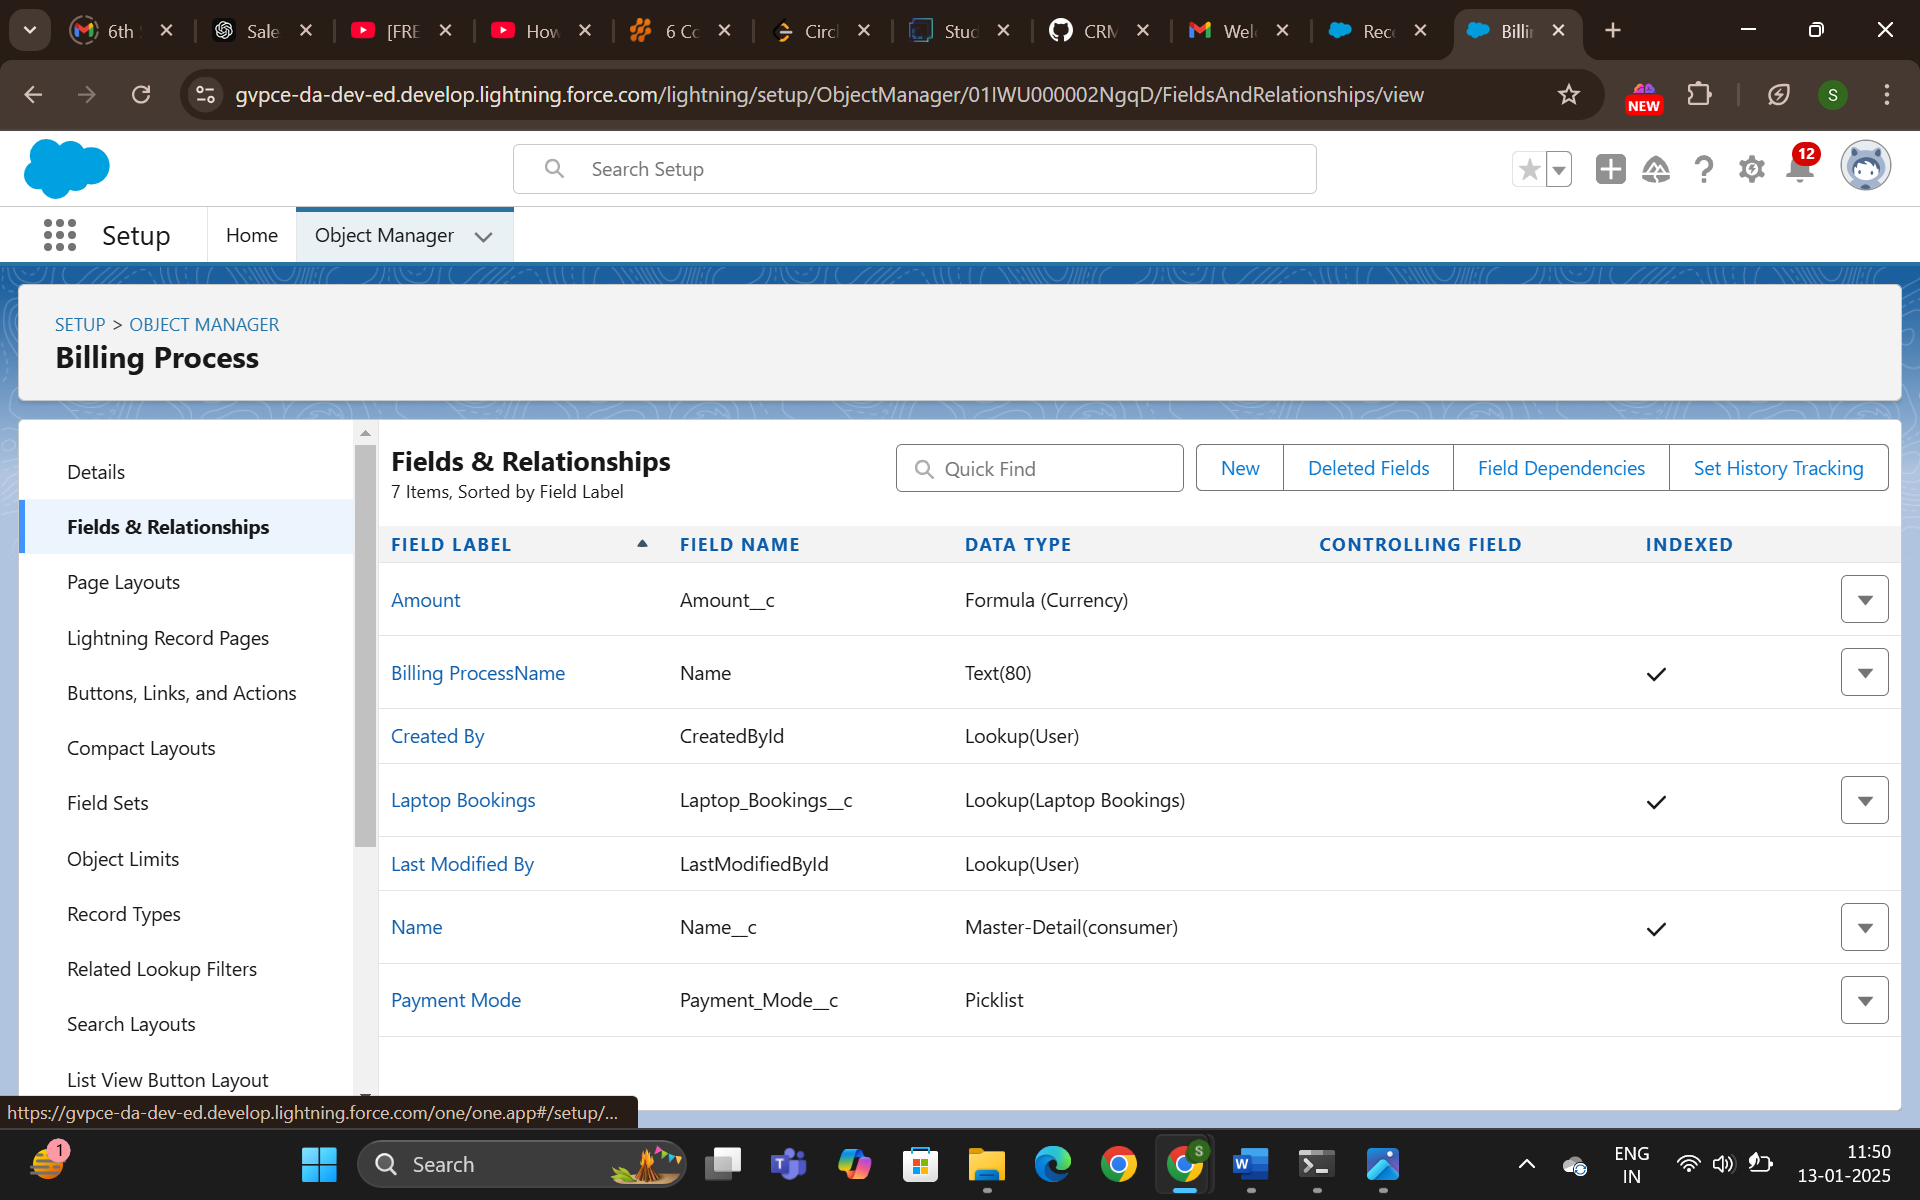 6th
Sale
[FRE
How
6 Co
Circl
Stud
CRM
Wel
Rec
Billin
gvpce-da-dev-ed.develop.lightning.force.com/lightning/setup/ObjectManager/01IWU000002NgqD/FieldsAndRelationships/view
NEW
S
Search Setup
12
Setup
Home
Object Manager
SETUP > OBJECT MANAGER
Billing Process
Details
Fields & Relationships
Page Layouts
Lightning Record Pages
Buttons, Links, and Actions
Compact Layouts
Field Sets
Object Limits
Record Types
Related Lookup Filters
Search Layouts
List View Button Layout
Fields & Relationships
7 Items, Sorted by Field Label
Quick Find
New
Deleted Fields
Field Dependencies
Set History Tracking
FIELD LABEL FIELD NAME DATA TYPE CONTROLLING FIELD INDEXED
Amount Amount__c Formula (Currency)
Billing ProcessName Name Text(80)
Created By CreatedById Lookup(User)
Laptop Bookings Laptop_Bookings__c Lookup(Laptop Bookings)
Last Modified By LastModifiedById Lookup(User)
Name Name__c Master-Detail(consumer)
Payment Mode Payment_Mode__c Picklist
https://gvpce-da-dev-ed.develop.lightning.force.com/one/one.app#/setup/...
1
Search
ENG
IN
11:50
13-01-2025